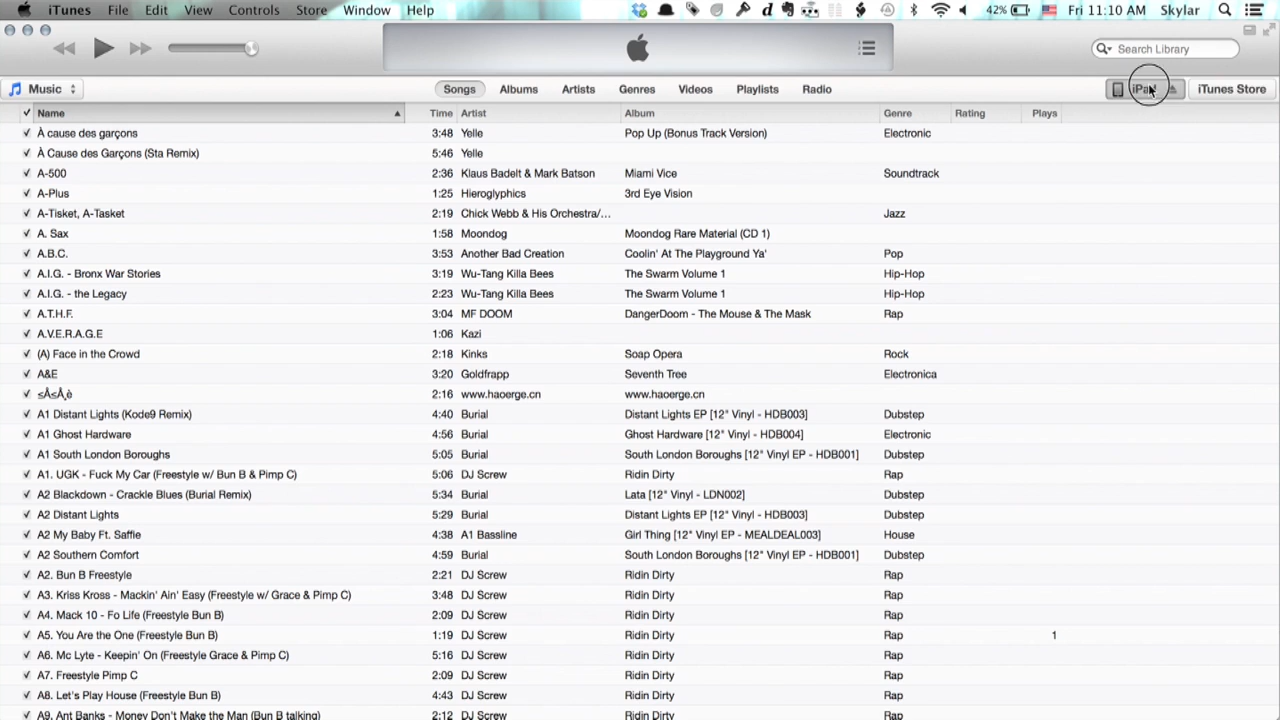 iTunes File Edit View Controls Store Window Help 42% Fri 11:10 AM Skylar
Search Library
Music Songs Albums Artists Genres Videos Playlists Radio iTunes Store
Name Time Artist Album Genre Rating Plays
À cause des garçons 3:48 Yelle Pop Up (Bonus Track Version) Electronic
À Cause des Garçons (Sta Remix) 5:46 Yelle
A-500 2:36 Klaus Badelt & Mark Batson Miami Vice Soundtrack
A-Plus 1:25 Hieroglyphics 3rd Eye Vision
A-Tisket, A-Tasket 2:19 Chick Webb & His Orchestra/... Jazz
A. Sax 1:58 Moondog Moondog Rare Material (CD 1)
A.B.C. 3:53 Another Bad Creation Coolin' At The Playground Ya' Pop
A.I.G. - Bronx War Stories 3:19 Wu-Tang Killa Bees The Swarm Volume 1 Hip-Hop
A.I.G. - the Legacy 2:23 Wu-Tang Killa Bees The Swarm Volume 1 Hip-Hop
A.T.H.F. 3:04 MF DOOM DangerDoom - The Mouse & The Mask Rap
A.V.E.R.A.G.E 1:06 Kazi
(A) Face in the Crowd 2:18 Kinks Soap Opera Rock
A&E 3:20 Goldfrapp Seventh Tree Electronica
2:16 www.haoerge.cn www.haoerge.cn
A1 Distant Lights (Kode9 Remix) 4:40 Burial Distant Lights EP [12" Vinyl - HDB003] Dubstep
A1 Ghost Hardware 4:56 Burial Ghost Hardware [12" Vinyl - HDB004] Electronic
A1 South London Boroughs 5:05 Burial South London Boroughs [12" Vinyl EP - HDB001] Dubstep
A1. UGK - Fuck My Car (Freestyle w/ Bun B & Pimp C) 5:06 DJ Screw Ridin Dirty Rap
A2 Blackdown - Crackle Blues (Burial Remix) 5:34 Burial Lata [12" Vinyl - LDN002] Dubstep
A2 Distant Lights 5:29 Burial Distant Lights EP [12" Vinyl - HDB003] Dubstep
A2 My Baby Ft. Saffie 4:38 A1 Bassline Girl Thing [12" Vinyl EP - MEALDEAL003] House
A2 Southern Comfort 4:59 Burial South London Boroughs [12" Vinyl EP - HDB001] Dubstep
A2. Bun B Freestyle 2:21 DJ Screw Ridin Dirty Rap
A3. Kriss Kross - Mackin' Ain' Easy (Freestyle w/ Grace & Pimp C) 3:48 DJ Screw Ridin Dirty Rap
A4. Mack 10 - Fo Life (Freestyle Bun B) 2:09 DJ Screw Ridin Dirty Rap
A5. You Are the One (Freestyle Bun B) 1:19 DJ Screw Ridin Dirty Rap 1
A6. Mc Lyte - Keepin' On (Freestyle Grace & Pimp C) 5:16 DJ Screw Ridin Dirty Rap
A7. Freestyle Pimp C 2:09 DJ Screw Ridin Dirty Rap
A8. Let's Play House (Freestyle Bun B) 4:43 DJ Screw Ridin Dirty Rap
A9. Ant Banks - Money Don't Make the Man (Bun B talking) 2:12 DJ Screw Ridin Dirty Rap